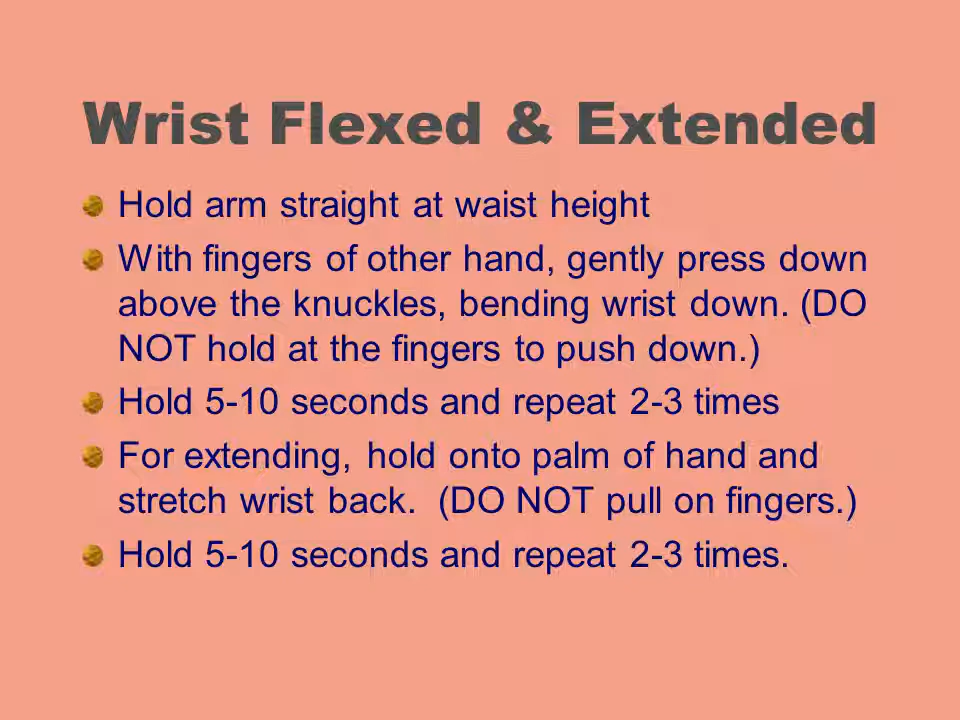 Wrist Flexed & Extended
Hold arm straight at waist height
With fingers of other hand, gently press down
above the knuckles, bending wrist down. (DO
NOT hold at the fingers to push down.)
Hold 5-10 seconds and repeat 2-3 times
For extending, hold onto palm of hand and
stretch wrist back.  (DO NOT pull on fingers.)
Hold 5-10 seconds and repeat 2-3 times.